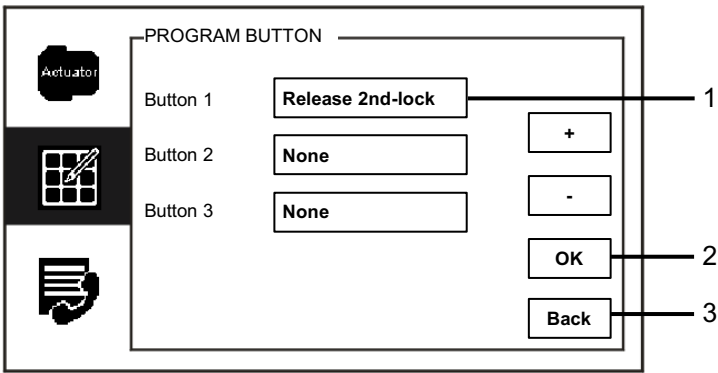 PROGRAM BUTTON
Actuator
Button 1
Release 2nd-lock
1
+
Button 2
None
-
Button 3
None
OK
2
Back
3